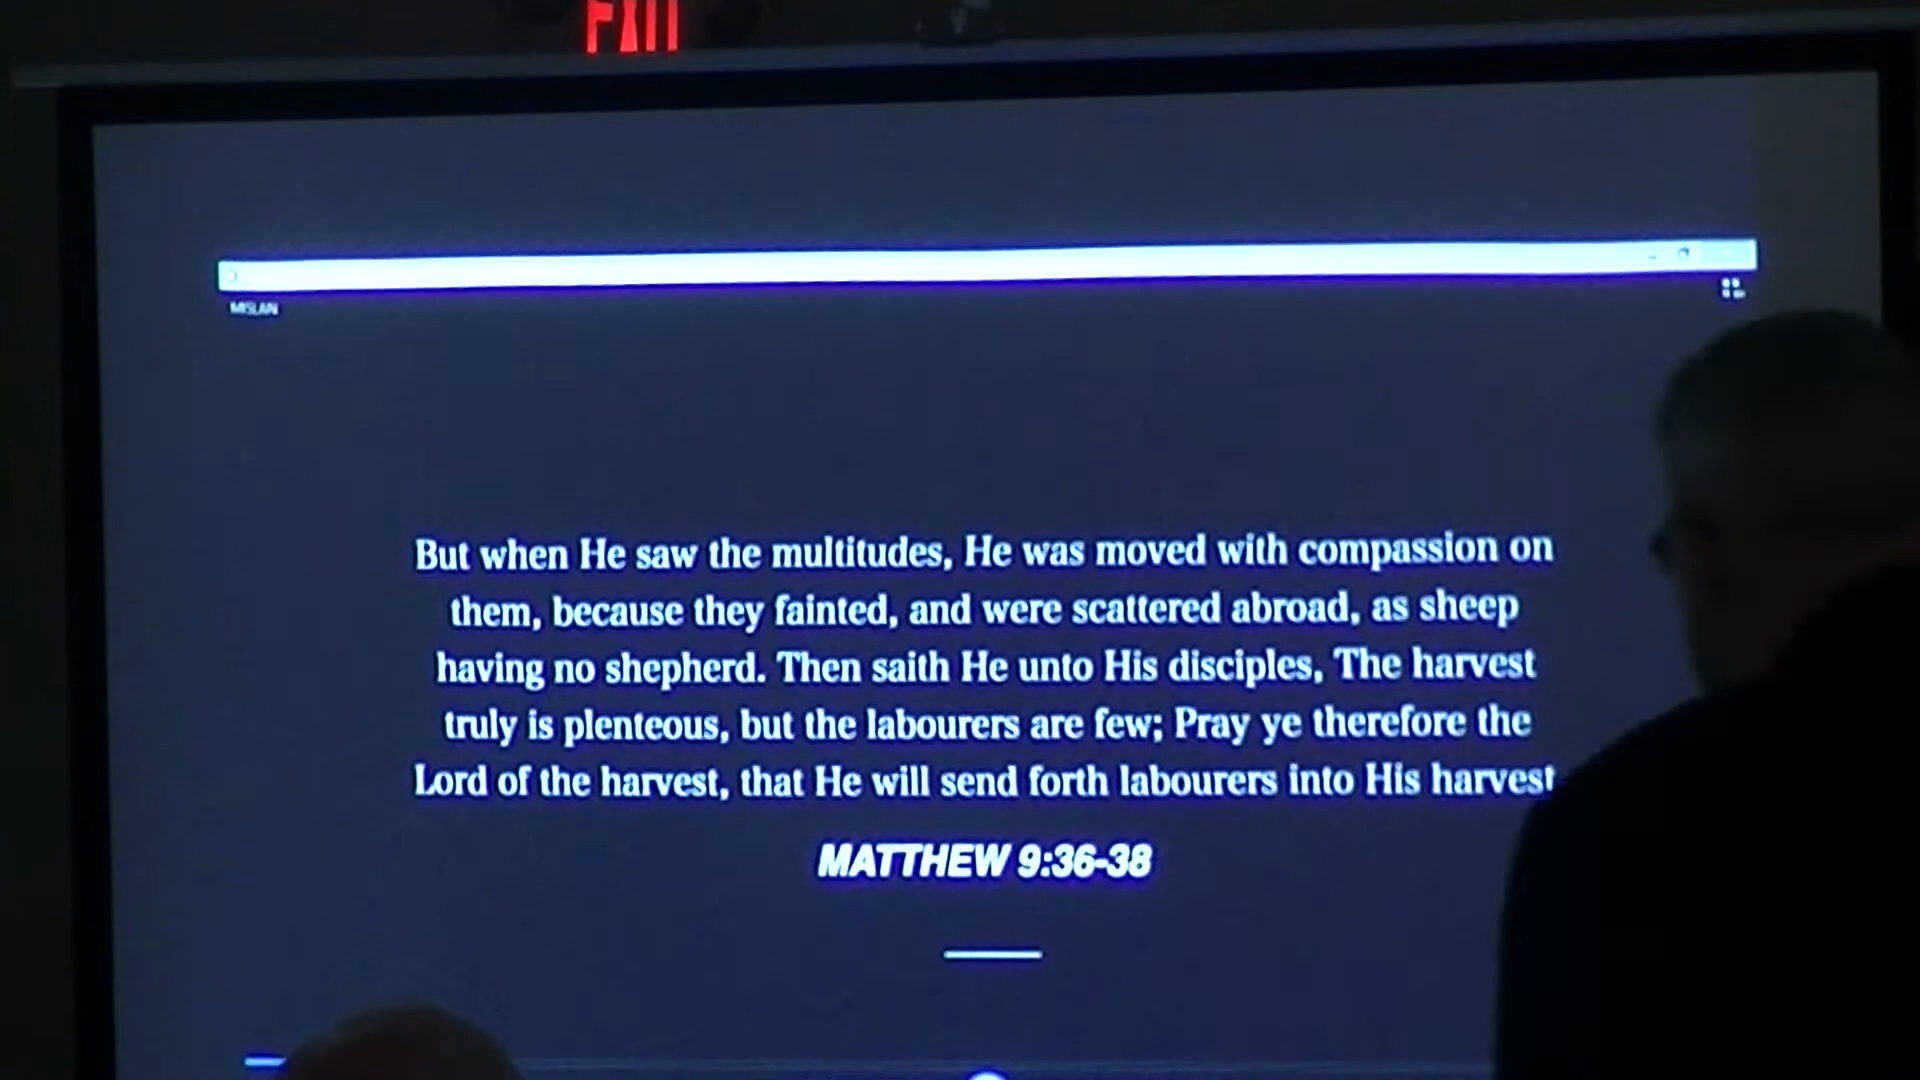 EXIT
But when He saw the multitudes, He was moved with compassion on
them, because they fainted, and were scattered abroad, as sheep
having no shepherd. Then saith He unto His disciples, The harvest
truly is plenteous, but the labourers are few; Pray ye therefore the
Lord of the harvest, that He will send forth labourers into His harvest
MATTHEW 9:36-38